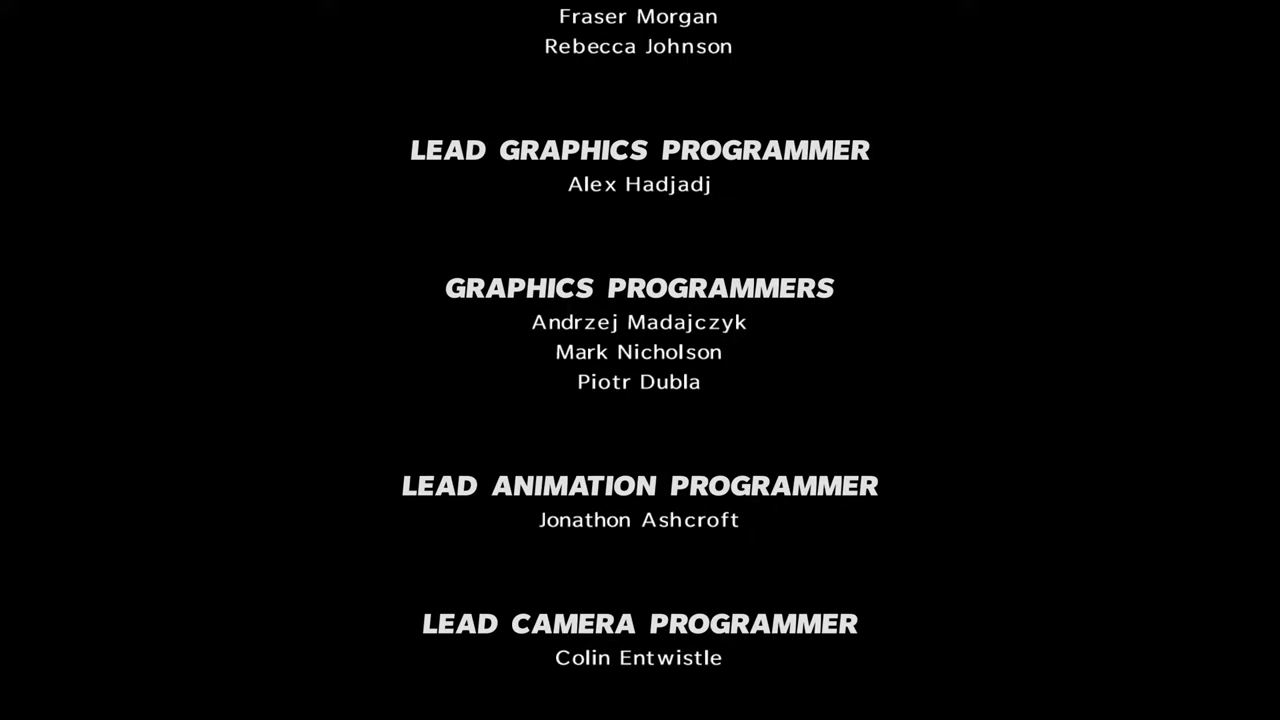 Fraser Morgan
Rebecca Johnson
LEAD GRAPHICS PROGRAMMER
Alex Hadjadj
GRAPHICS PROGRAMMERS
Andrzej Madajczyk
Mark Nicholson
Piotr Dubla
LEAD ANIMATION PROGRAMMER
Jonathon Ashcroft
LEAD CAMERA PROGRAMMER
Colin Entwistle